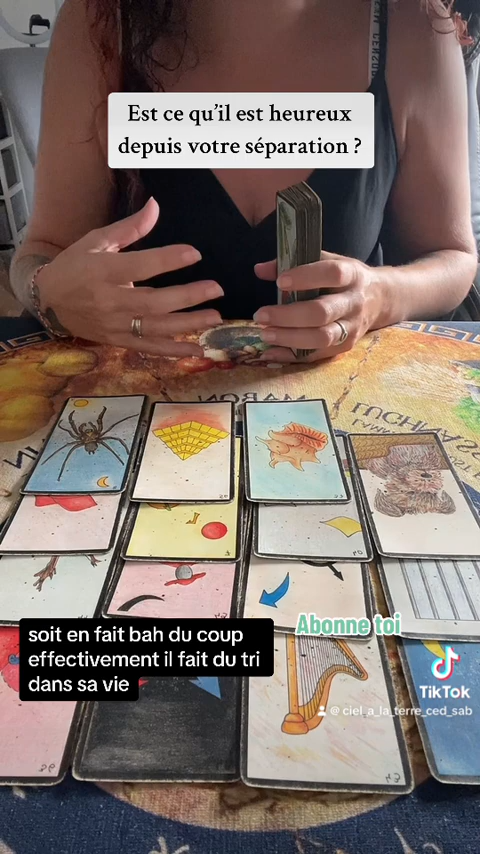 Est ce qu'il est heureux
depuis votre séparation ?
soit en fait bah du coup
effectivement il fait du tri
dans sa vie
Abonne toi
TikTok
@ ciel_a_la_terre_ced_sab